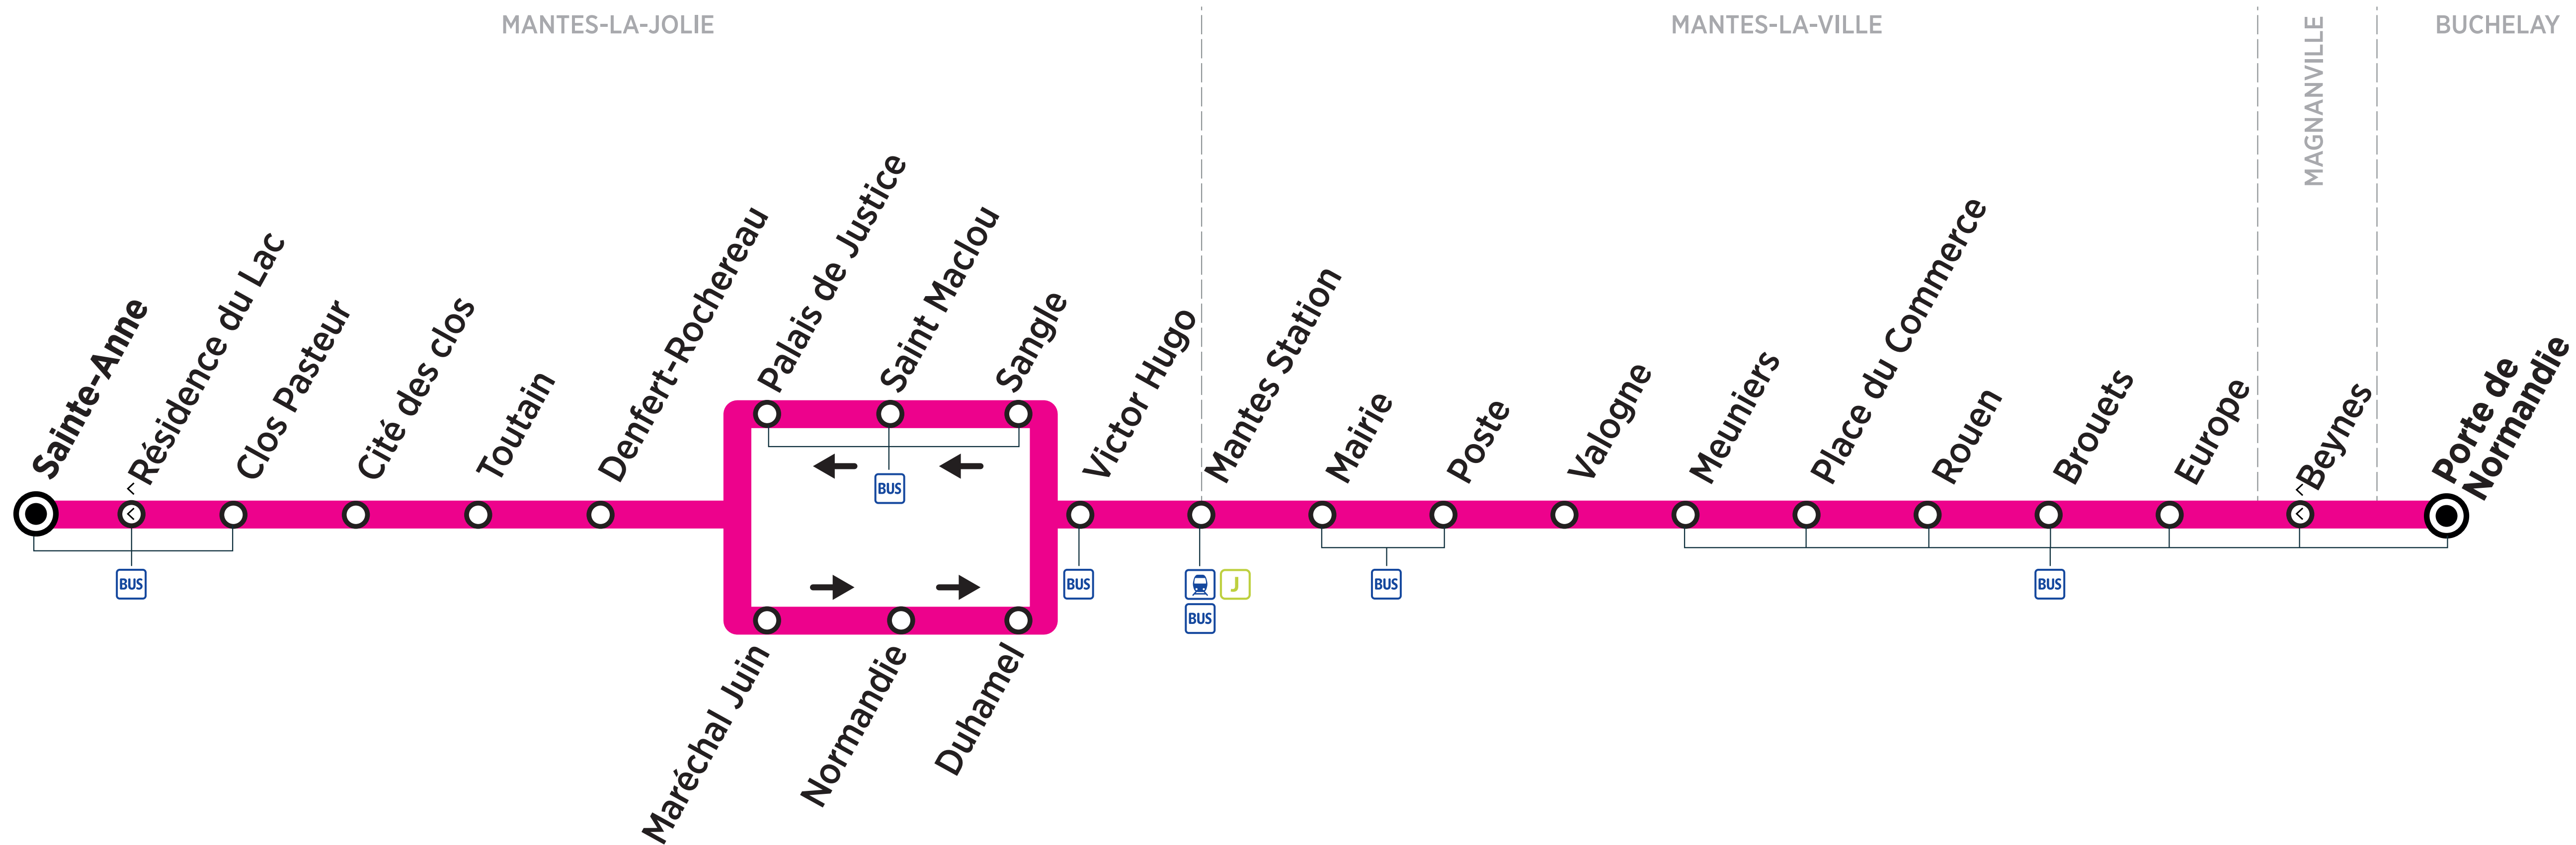 MANTES-LA-JOLIE
MANTES-LA-VILLE
MAGNANVILLE
BUCHELAY
Sainte-Anne
Résidence du Lac
Clos Pasteur
Cité des clos
Toutain
Denfert-Rochereau
Palais de Justice
Saint Maclou
Sangle
Victor Hugo
Mantes Station
Mairie
Poste
Valogne
Meuniers
Place du Commerce
Rouen
Brouets
Europe
Beynes
Porte de
Normandie
BUS
BUS
BUS
J
BUS
BUS
BUS
Maréchal Juin
Normandie
Duhamel